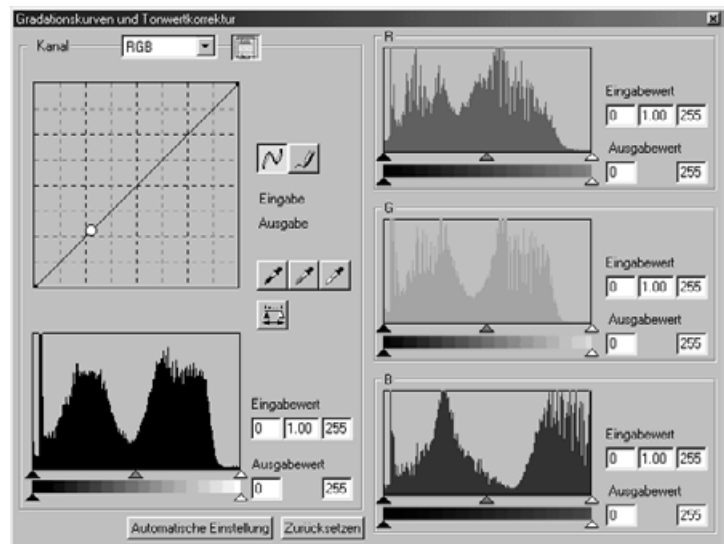 Gradationskurven und Tonwertkorrektur
Kanal RGB
Eingabe
Ausgabe
Eingabewert
0 1.00 255
Ausgabewert
0 255
Automatische Einstellung Zurücksetzen
R
Eingabewert
0 1.00 255
Ausgabewert
0 255
G
Eingabewert
0 1.00 255
Ausgabewert
0 255
B
Eingabewert
0 1.00 255
Ausgabewert
0 255